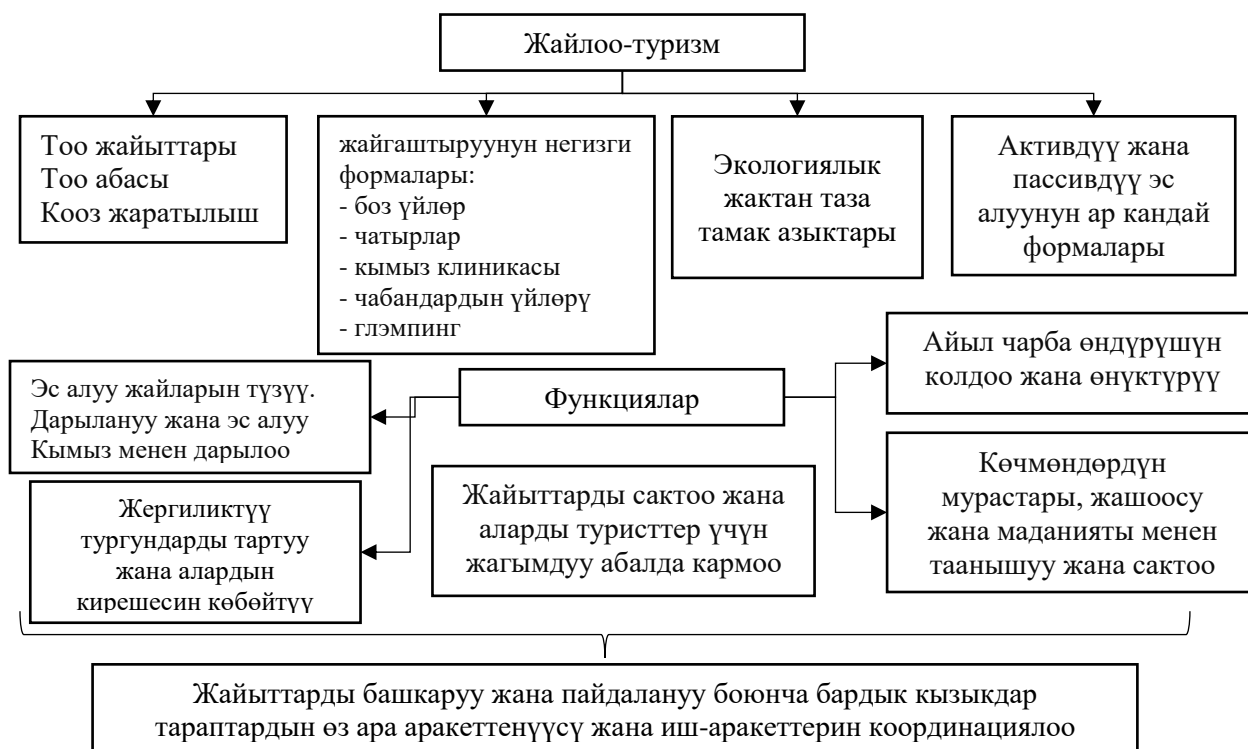 Жайлоо-туризм
Тоо жайыттары
Тоо абасы
Кооз жаратылыш
жайгаштыруунун негизги
формалары:
- боз үйлөр
- чатырлар
- кымыз клиникасы
- чабандардын үйлөрү
- глэмпинг
Экологиялык
жактан таза
тамак азыктары
Активдүү жана
пассивдүү эс
алуунун ар кандай
формалары
Эс алуу жайларын түзүү.
Дарылануу жана эс алуу
Кымыз менен дарылоо
Функциялар
Айыл чарба өндүрүшүн
колдоо жана өнүктүрүү
Жергиликтүү
тургундарды тартуу
жана алардын
кирешесин көбөйтүү
Жайыттарды сактоо жана
аларды туристтер үчүн
жагымдуу абалда кармоо
Көчмөндөрдүн
мурастары, жашоосу
жана маданияты менен
таанышуу жана сактоо
Жайыттарды башкаруу жана пайдалануу боюнча бардык кызыкдар
тараптардын өз ара аракеттенүүсү жана иш-аракеттерин координациялоо